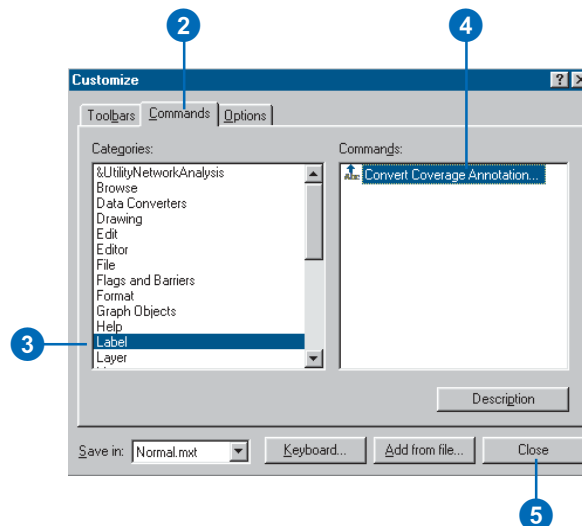 2
4
Customize
Toolbars Commands Options
Categories:
&UtilityNetworkAnalysis
Browse
Data Converters
Drawing
Edit
Editor
File
Flags and Barriers
Format
Graph Objects
Help
Label
Layer
Commands:
Convert Coverage Annotation...
3
Description
Save in: Normal.mxt Keyboard... Add from file... Close
5